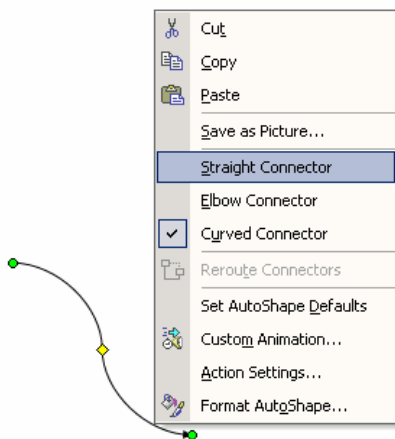 Cut
Copy
Paste
Save as Picture...
Straight Connector
Elbow Connector
Curved Connector
Reroute Connectors
Set AutoShape Defaults
Custom Animation...
Action Settings...
Format AutoShape...